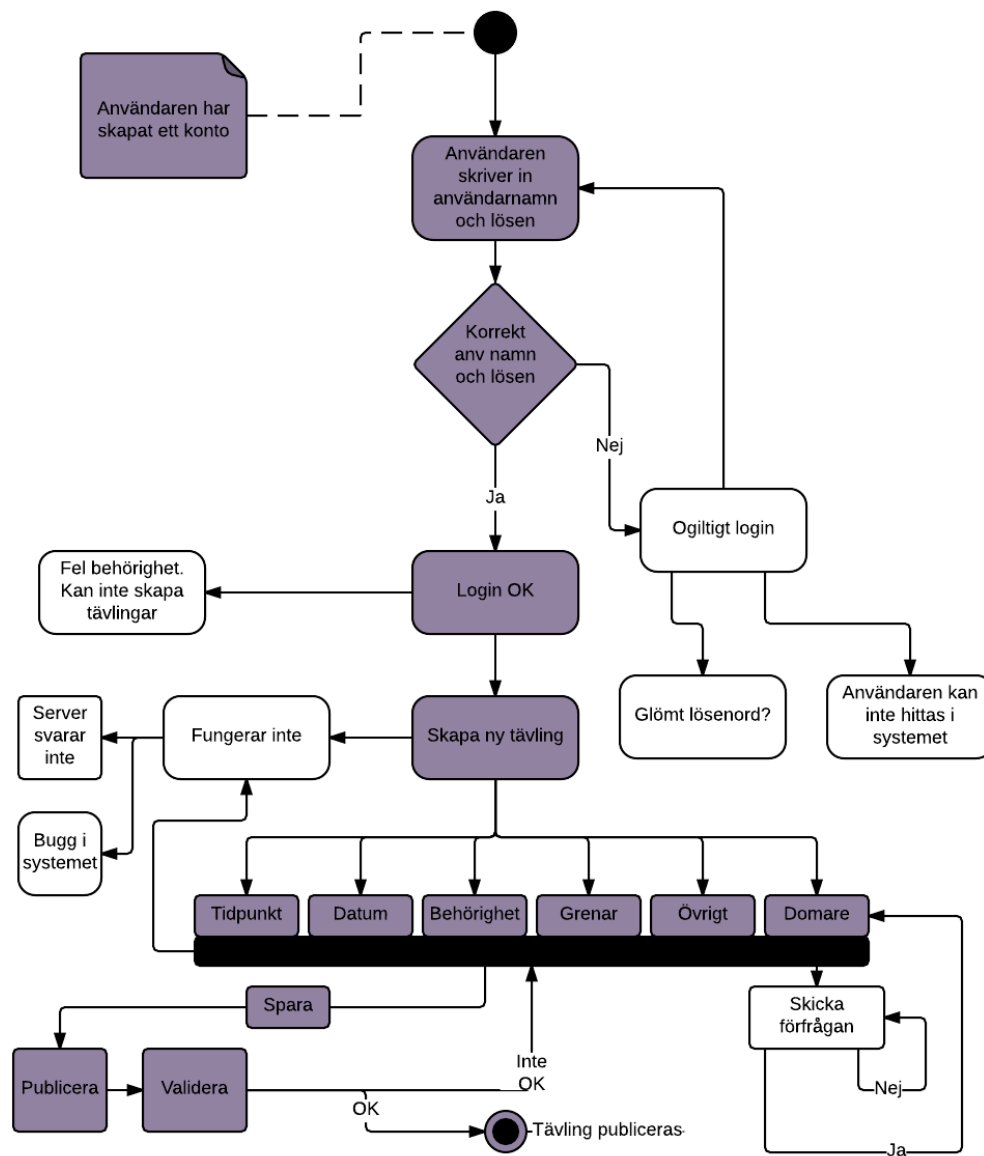 Användaren har
skapat ett konto
Användaren
skriver in
användarnamn
och lösen
Korrekt
anv namn
och lösen
Nej
Ja
Ogiltigt login
Fel behörighet.
Kan inte skapa
tävlingar
Login OK
Glömt lösenord?
Användaren kan
inte hittas i
systemet
Server
svarar
inte
Fungerar inte
Skapa ny tävling
Bugg i
systemet
Tidpunkt
Datum
Behörighet
Grenar
Övrigt
Domare
Spara
Skicka
förfrågan
Publicera
Validera
Inte
OK
Nej
OK
Tävling publiceras
Ja